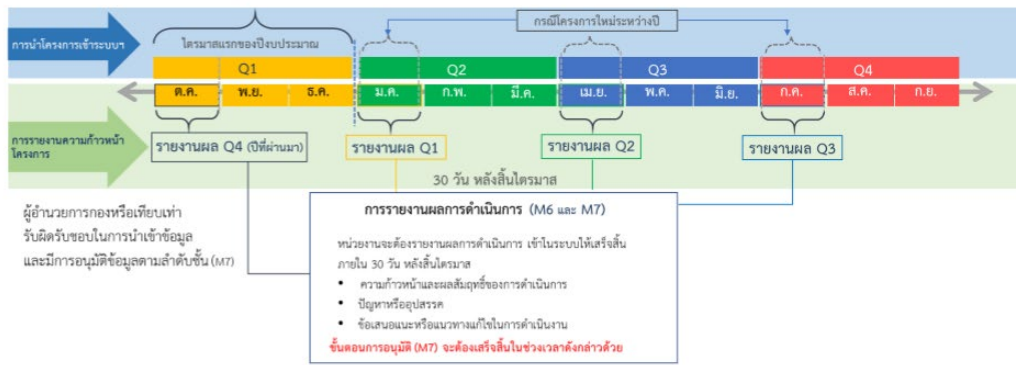 กรณีโครงการใหม่ระหว่างปี
การนำโครงการเข้าระบบฯ
ไตรมาสแรกของปีงบประมาณ
Q1 Q2 Q3 Q4
ต.ค. พ.ย. ธ.ค. ม.ค. ก.พ. มี.ค. เม.ย. พ.ค. มิ.ย. ก.ค. ส.ค. ก.ย.
การรายงานความก้าวหน้า
โครงการ
รายงานผล Q4 (ปีที่ผ่านมา) รายงานผล Q1 รายงานผล Q2 รายงานผล Q3
30 วัน หลังสิ้นไตรมาส
ผู้อำนวยการกองหรือเทียบเท่า
รับผิดรับชอบในการนำเข้าข้อมูล
และมีการอนุมัติข้อมูลตามลำดับชั้น (M7)
การรายงานผลการดำเนินการ (M6 และ M7)
หน่วยงานจะต้องรายงานผลการดำเนินการ เข้าในระบบให้เสร็จสิ้น
ภายใน 30 วัน หลังสิ้นไตรมาส
• ความก้าวหน้าและผลสัมฤทธิ์ของการดำเนินการ
• ปัญหาหรืออุปสรรค
• ข้อเสนอแนะหรือแนวทางแก้ไขในการดำเนินงาน
ขั้นตอนการอนุมัติ (M7) จะต้องเสร็จสิ้นในช่วงเวลาดังกล่าวด้วย